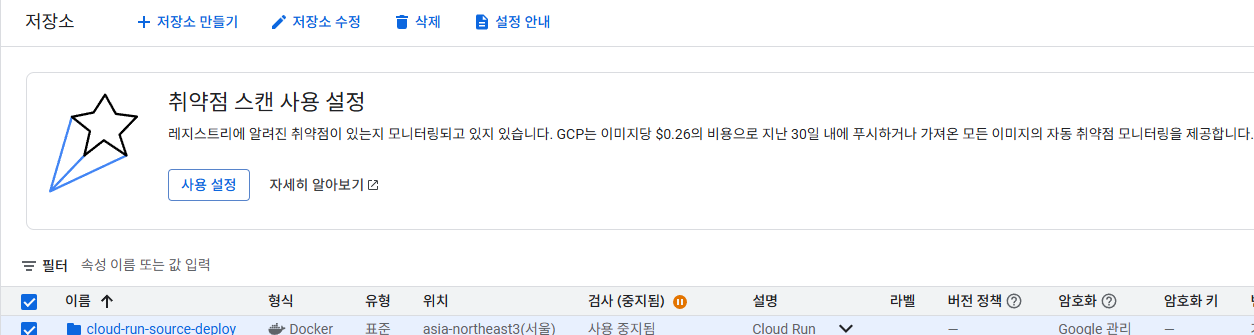 저장소 저장소 만들기 저장소 수정 삭제 설정 안내
취약점 스캔 사용 설정
레지스트리에 알려진 취약점이 있는지 모니터링되고 있지 있습니다. GCP는 이미지당 $0.26의 비용으로 지난 30일 내에 푸시하거나 가져온 모든 이미지의 자동 취약점 모니터링을 제공합니다.
사용 설정 자세히 알아보기
필터 속성 이름 또는 값 입력
이름 형식 유형 위치 검사 (중지됨) 설명 라벨 버전 정책 암호화 암호화 키
cloud-run-source-deploy Docker 표준 asia-northeast3(서울) 사용 중지됨 Cloud Run — Google 관리 —